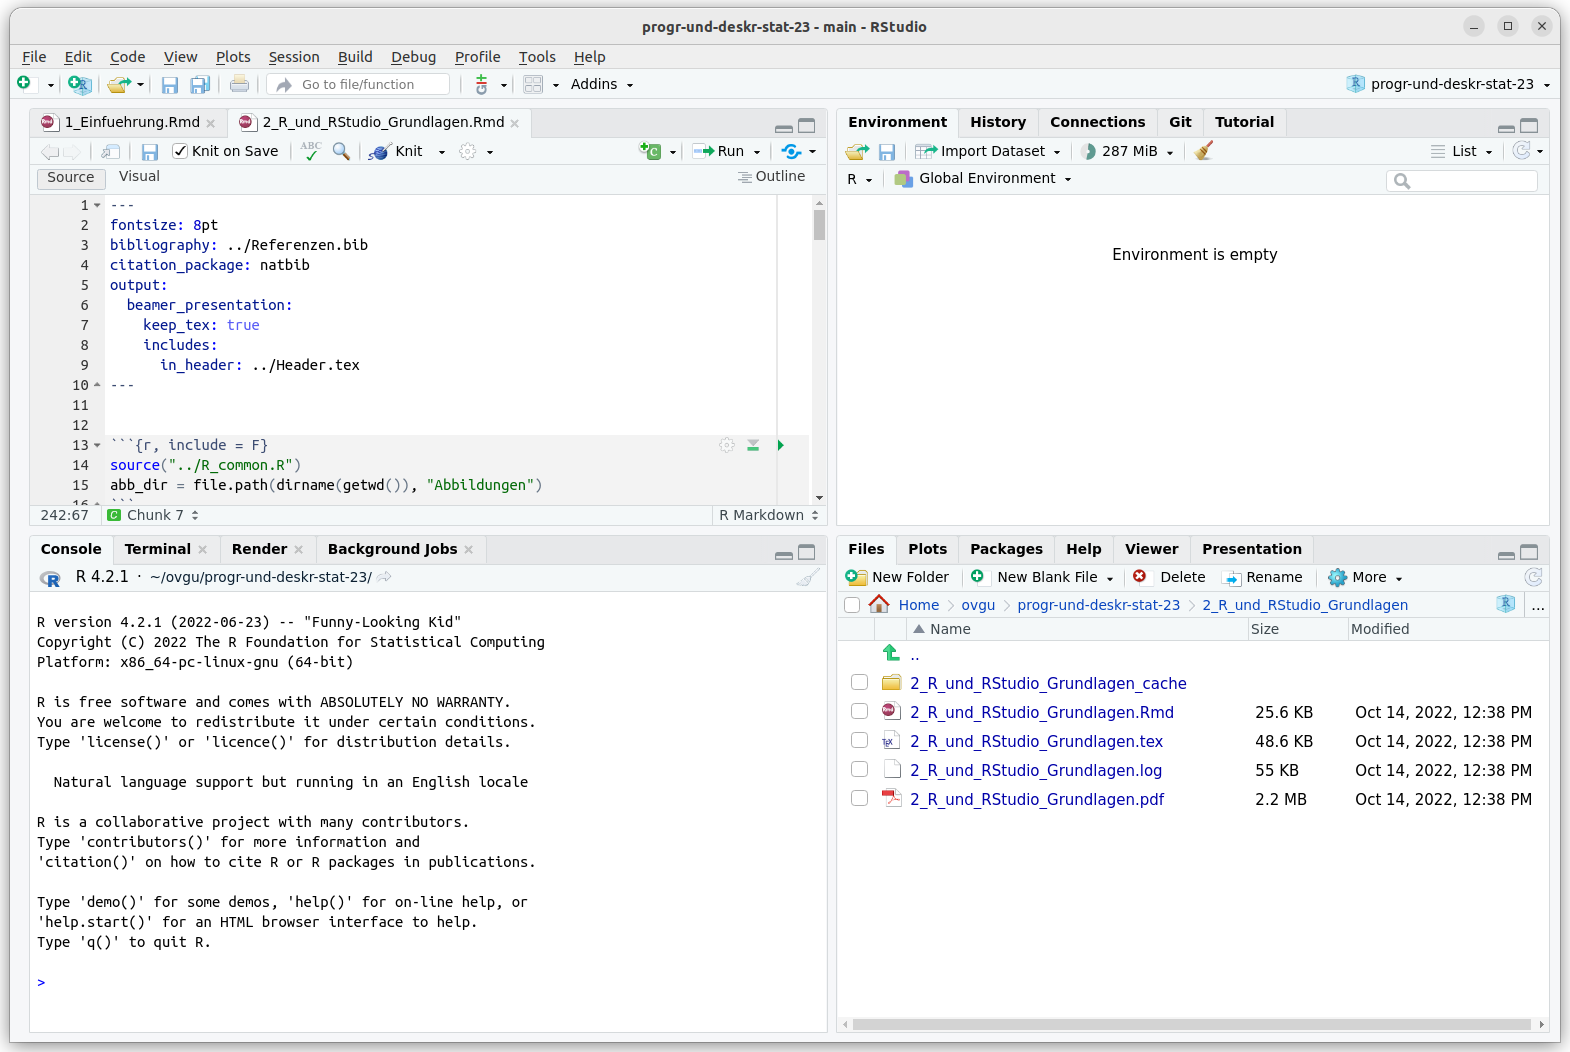 progr-und-deskr-stat-23 - main - RStudio
File Edit Code View Plots Session Build Debug Profile Tools Help
Go to file/function Addins progr-und-deskr-stat-23
1_Einfuehrung.Rmd 2_R_und_RStudio_Grundlagen.Rmd
Knit on Save ABC Knit Run
Source Visual Outline
1 ---
2 fontsize: 8pt
3 bibliography: ../Referenzen.bib
4 citation_package: natbib
5 output:
6 beamer_presentation:
7 keep_tex: true
8 includes:
9 in_header: ../Header.tex
10 ---
11
12
13 ```{r, include = F}
14 source("../R_common.R")
15 abb_dir = file.path(dirname(getwd()), "Abbildungen")
16 ```
242:67 C Chunk 7 R Markdown
Environment History Connections Git Tutorial
Import Dataset 287 MiB List
R Global Environment
Environment is empty
Console Terminal Render Background Jobs
R 4.2.1 · ~/ovgu/progr-und-deskr-stat-23/
R version 4.2.1 (2022-06-23) -- "Funny-Looking Kid"
Copyright (C) 2022 The R Foundation for Statistical Computing
Platform: x86_64-pc-linux-gnu (64-bit)
R is free software and comes with ABSOLUTELY NO WARRANTY.
You are welcome to redistribute it under certain conditions.
Type 'license()' or 'licence()' for distribution details.
Natural language support but running in an English locale
R is a collaborative project with many contributors.
Type 'contributors()' for more information and
'citation()' on how to cite R or R packages in publications.
Type 'demo()' for some demos, 'help()' for on-line help, or
'help.start()' for an HTML browser interface to help.
Type 'q()' to quit R.
>
Files Plots Packages Help Viewer Presentation
New Folder New Blank File Delete Rename More
Home ovgu progr-und-deskr-stat-23 2_R_und_RStudio_Grundlagen ...
Name Size Modified
..
2_R_und_RStudio_Grundlagen_cache
2_R_und_RStudio_Grundlagen.Rmd 25.6 KB Oct 14, 2022, 12:38 PM
2_R_und_RStudio_Grundlagen.tex 48.6 KB Oct 14, 2022, 12:38 PM
2_R_und_RStudio_Grundlagen.log 55 KB Oct 14, 2022, 12:38 PM
2_R_und_RStudio_Grundlagen.pdf 2.2 MB Oct 14, 2022, 12:38 PM